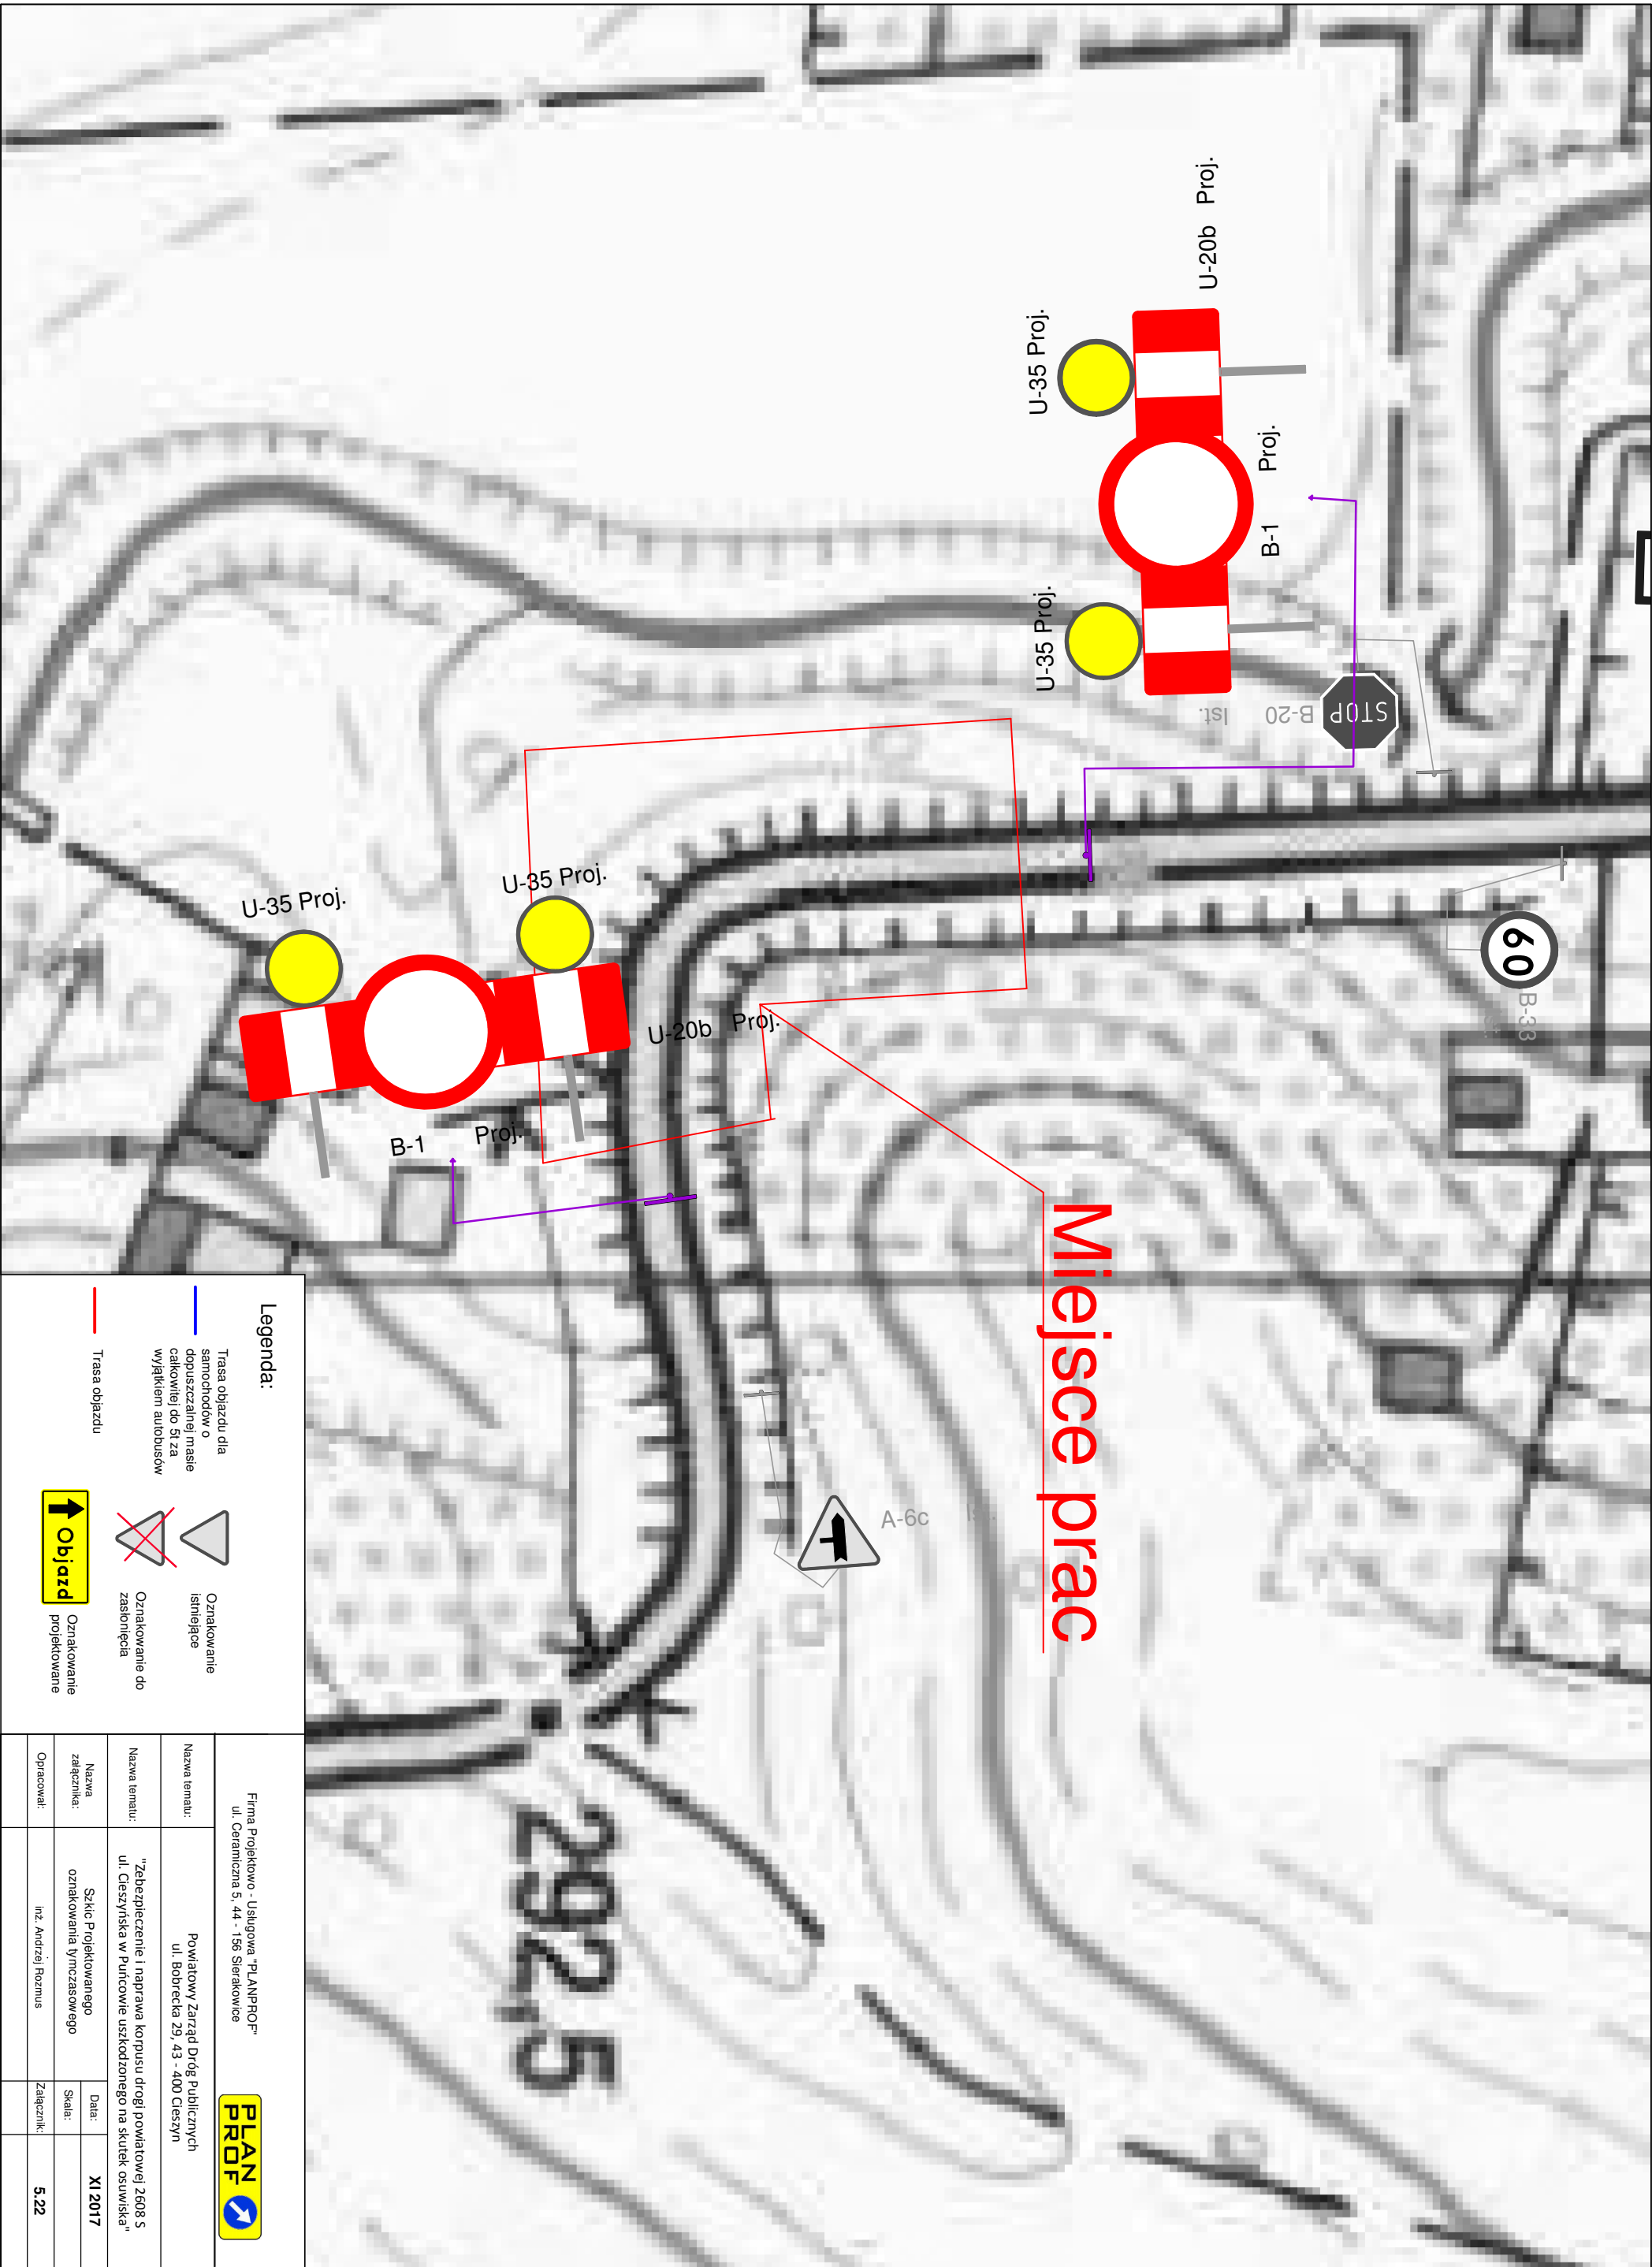 U-20b Proj.
U-35 Proj.
B-1 Proj.
U-35 Proj.
STOP
B-20 Ist.
60
B-33
U-35 Proj.
U-35 Proj.
U-20b Proj.
B-1 Proj.
Miejsce prac
A-6c
292,5
Legenda:
Trasa objazdu dla
samochodów o
dopuszczalnej masie
całkowitej do 5t za
wyjątkiem autobusów
Trasa objazdu
Oznakowanie
istniejące
Oznakowanie do
zasłonięcia
Objazd
Oznakowanie
projektowane
Firma Projektowo - Usługowa "PLANPROF"
ul. Ceramiczna 5, 44 - 156 Sierakowice
PLAN
PROF
Nazwa tematu:
Powiatowy Zarząd Dróg Publicznych
ul. Bobrecka 29, 43 - 400 Cieszyn
Nazwa tematu:
"Zebezpieczenie i naprawa korpusu drogi powiatowej 2608 S
ul. Cieszyńska w Puńcowie uszkodzonego na skutek osuwiska"
Nazwa
załącznika:
Szkic Projektowanego
oznakowania tymczasowego
Data:
XI 2017
Skala:
Opracował:
inż. Andrzej Rozmus
Załącznik:
5.22